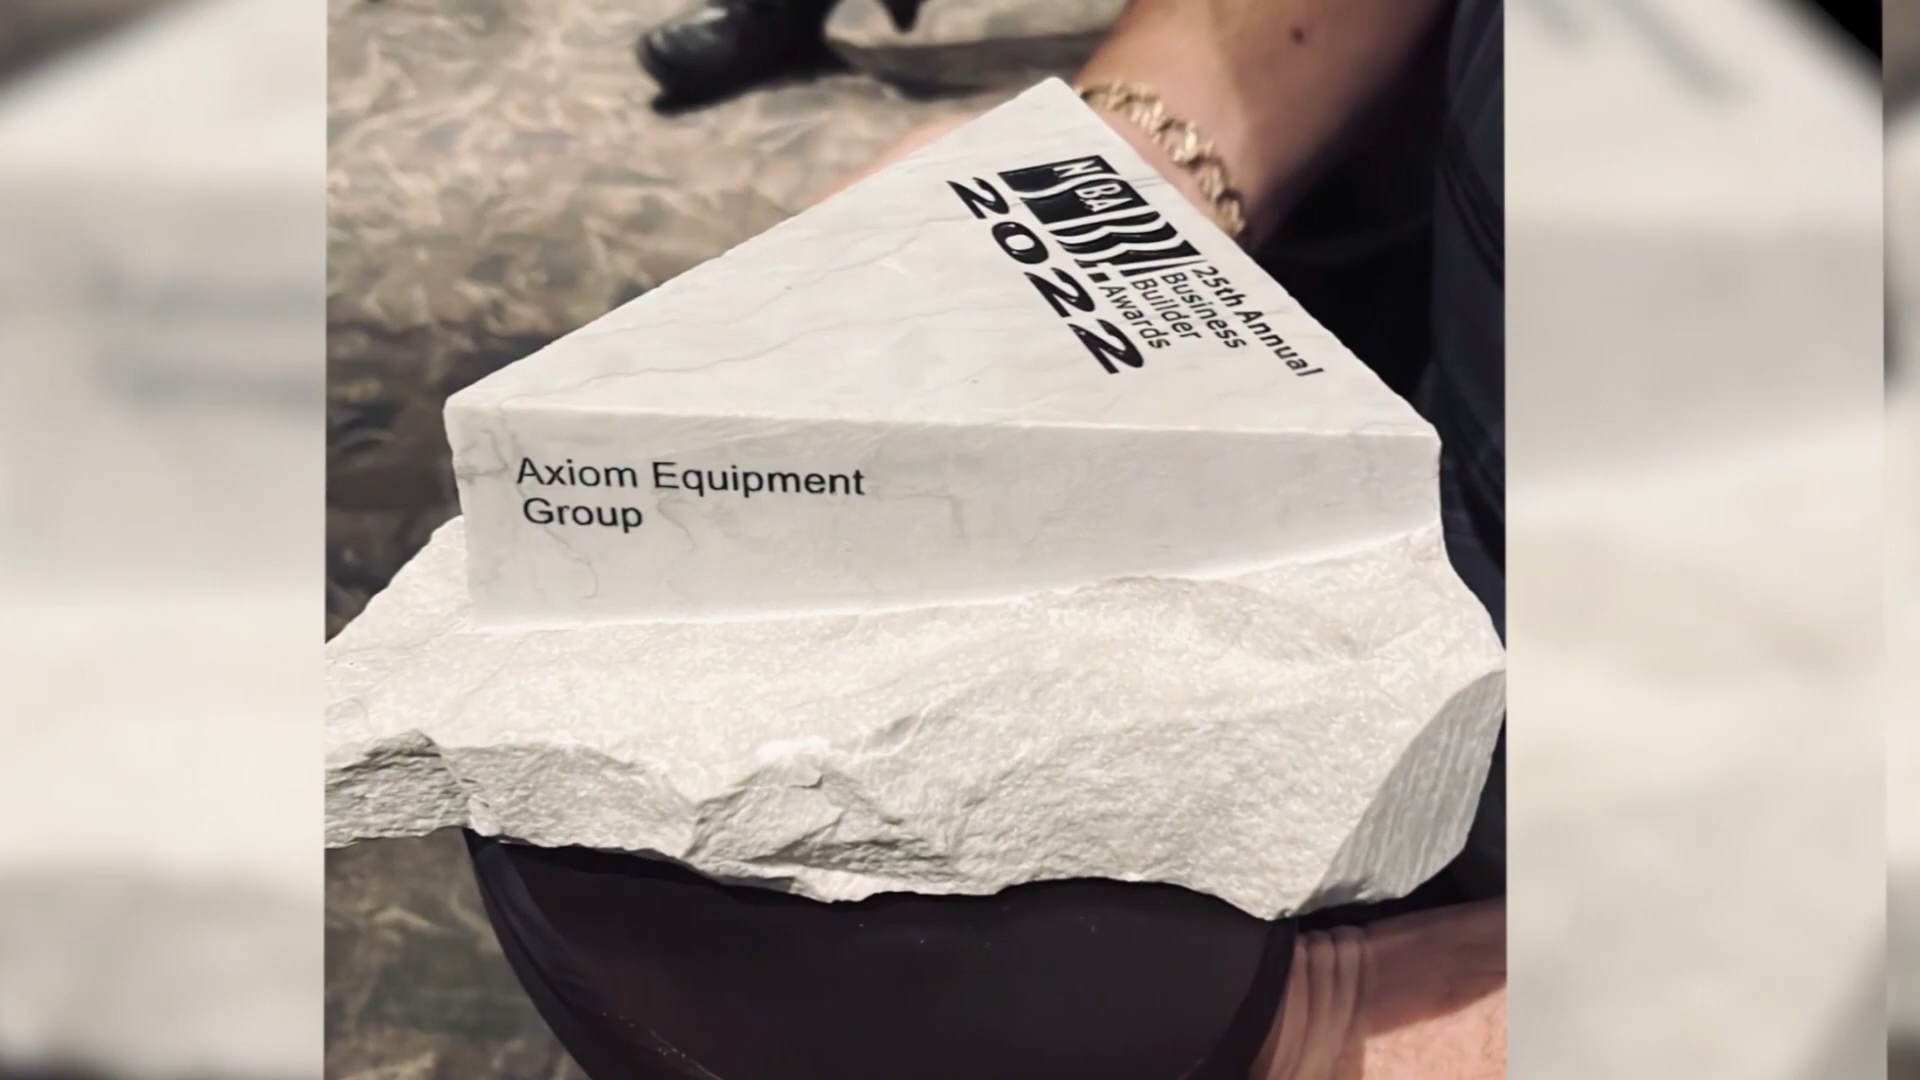 NBA
25th Annual
Business
Builder
Awards
2022
Axiom Equipment
Group